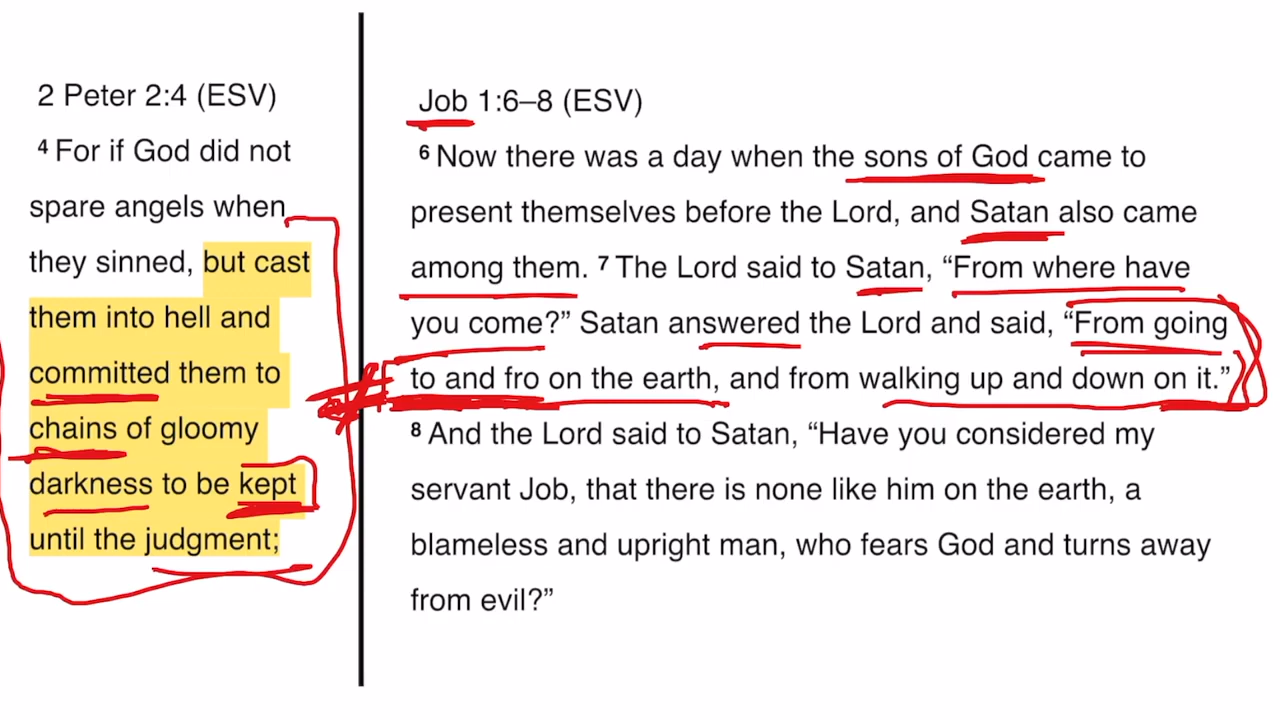 2 Peter 2:4 (ESV)
⁴ For if God did not
spare angels when
they sinned, but cast
them into hell and
committed them to
chains of gloomy
darkness to be kept
until the judgment;
Job 1:6–8 (ESV)
⁶ Now there was a day when the sons of God came to
present themselves before the Lord, and Satan also came
among them. ⁷ The Lord said to Satan, “From where have
you come?” Satan answered the Lord and said, “From going
to and fro on the earth, and from walking up and down on it.”
⁸ And the Lord said to Satan, “Have you considered my
servant Job, that there is none like him on the earth, a
blameless and upright man, who fears God and turns away
from evil?”